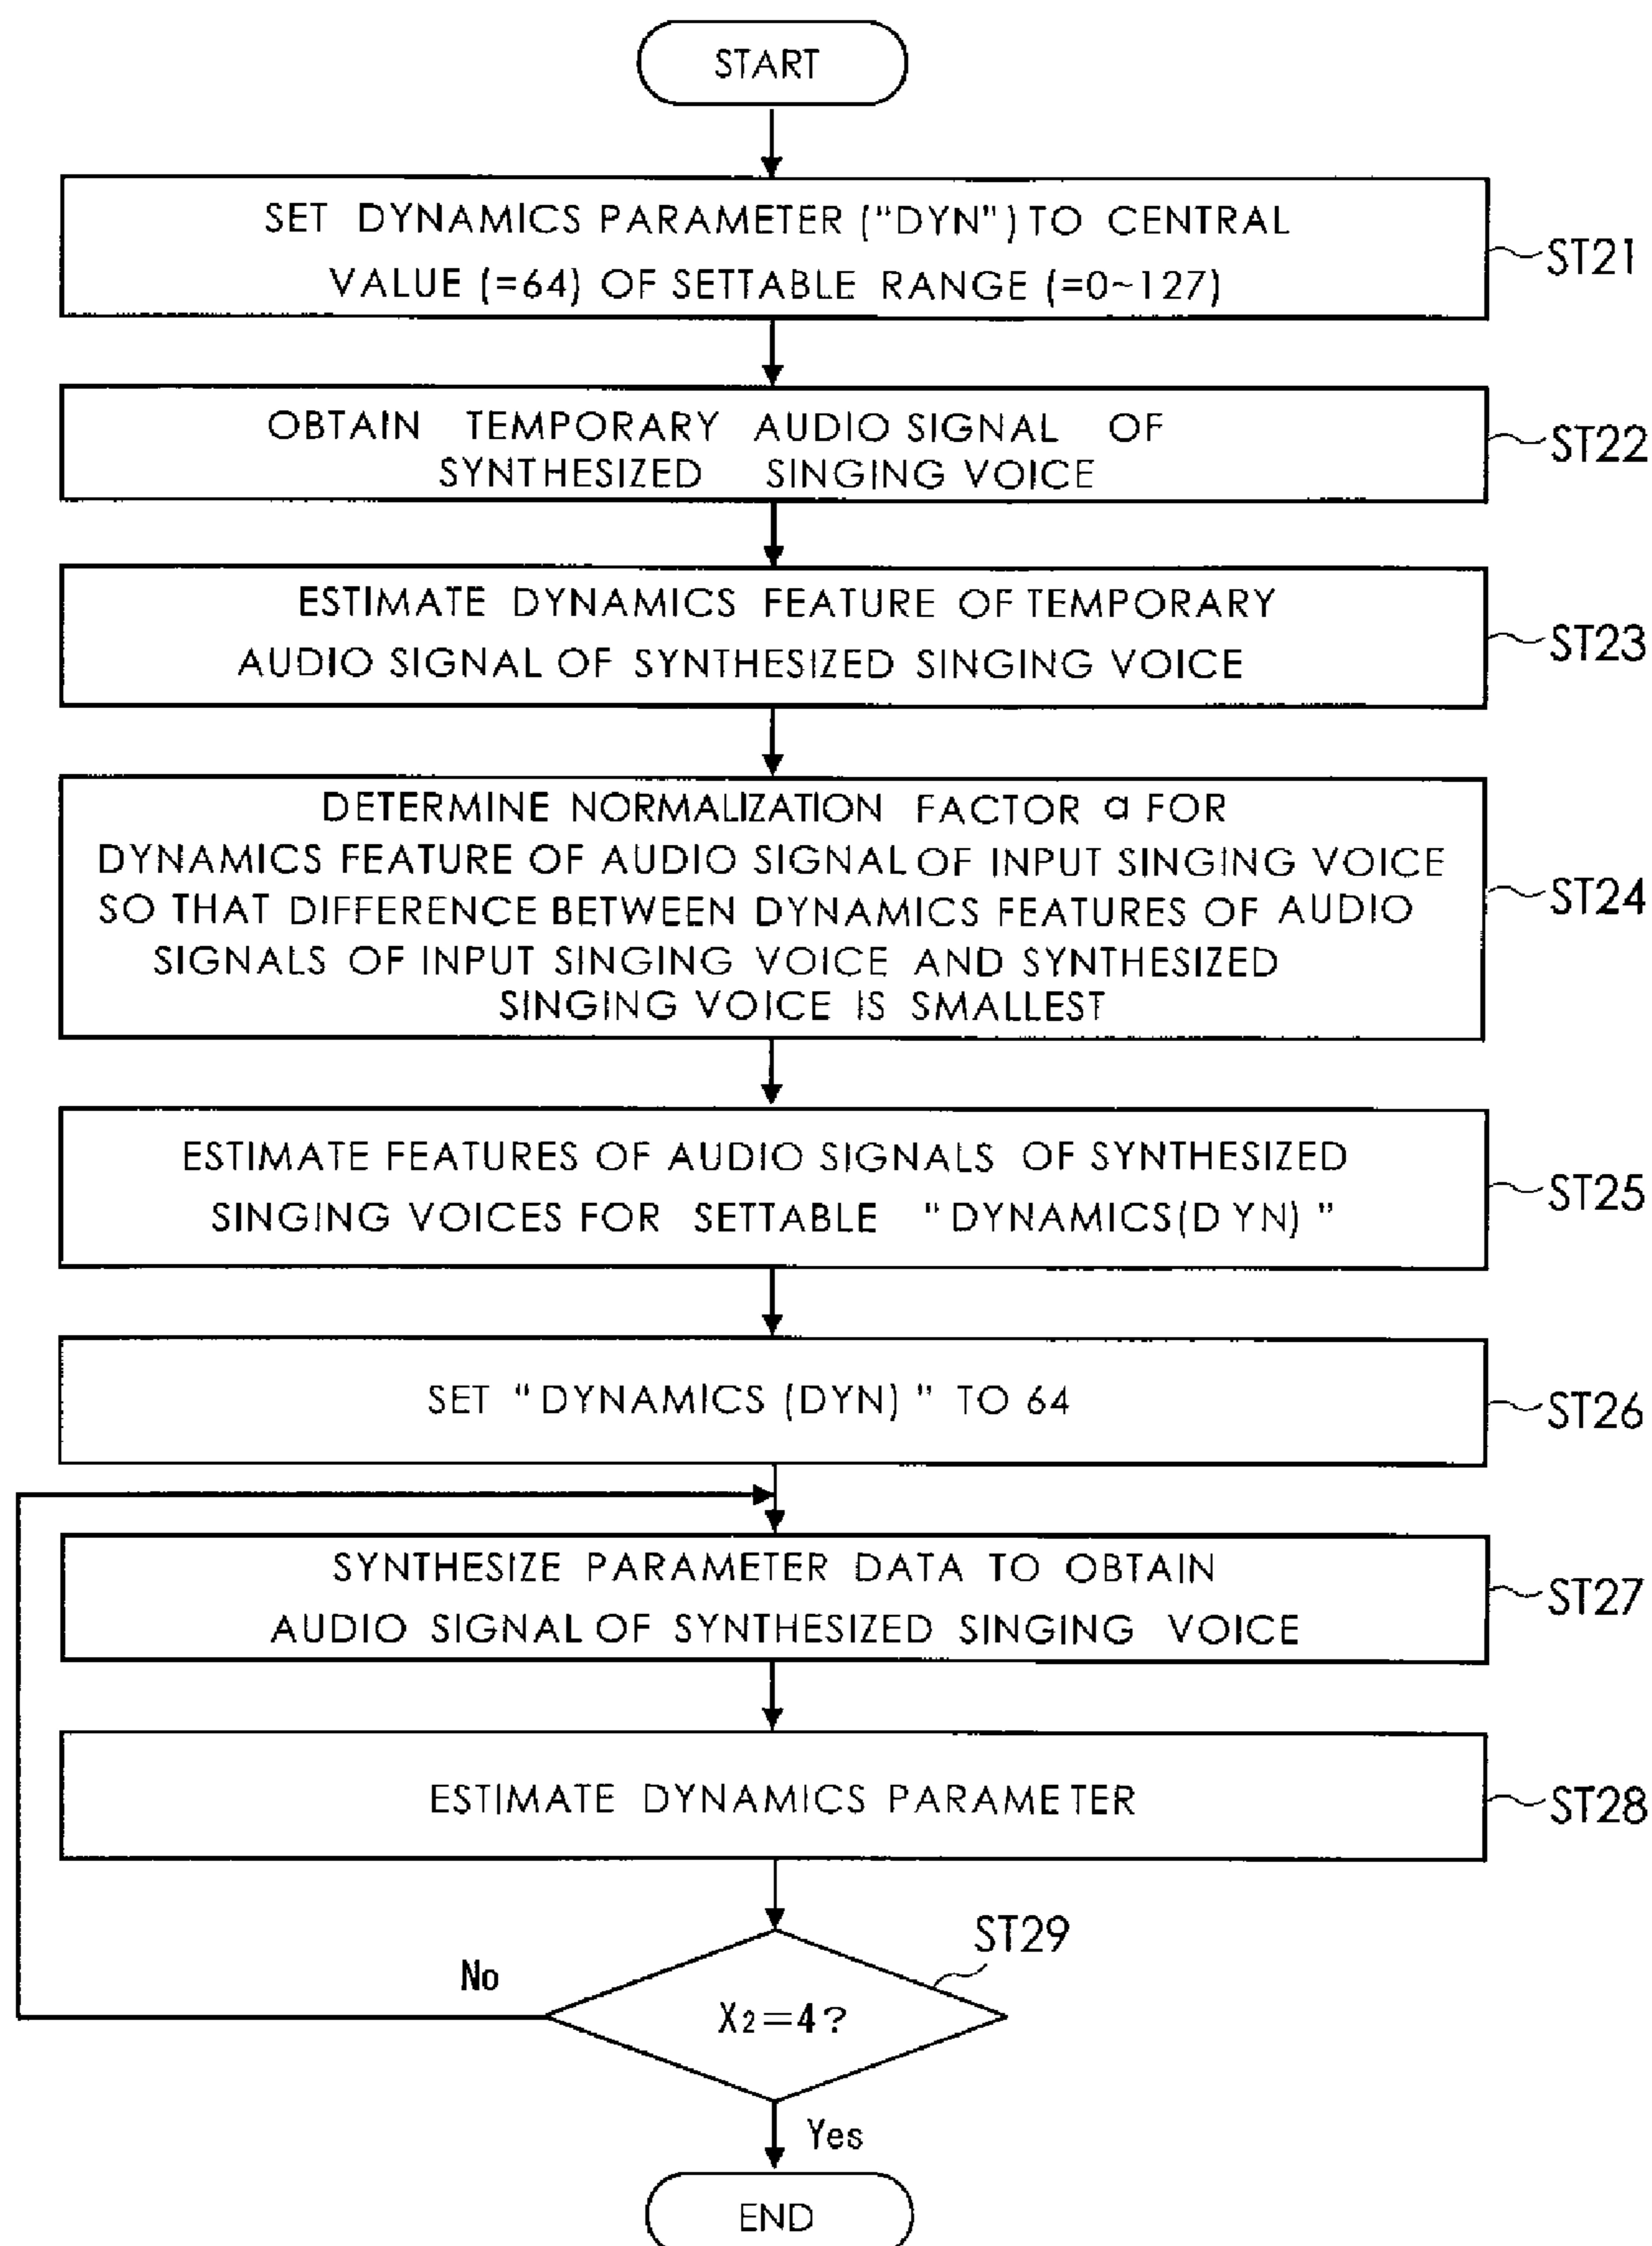 START
SET DYNAMICS PARAMETER ("DYN") TO CENTRAL
VALUE (=64) OF SETTABLE RANGE (=0~127)
ST21
OBTAIN TEMPORARY AUDIO SIGNAL OF
SYNTHESIZED SINGING VOICE
ST22
ESTIMATE DYNAMICS FEATURE OF TEMPORARY
AUDIO SIGNAL OF SYNTHESIZED SINGING VOICE
ST23
DETERMINE NORMALIZATION FACTOR α FOR
DYNAMICS FEATURE OF AUDIO SIGNAL OF INPUT SINGING VOICE
SO THAT DIFFERENCE BETWEEN DYNAMICS FEATURES OF AUDIO
SIGNALS OF INPUT SINGING VOICE AND SYNTHESIZED
SINGING VOICE IS SMALLEST
ST24
ESTIMATE FEATURES OF AUDIO SIGNALS OF SYNTHESIZED
SINGING VOICES FOR SETTABLE "DYNAMICS(DYN)"
ST25
SET "DYNAMICS (DYN)" TO 64
ST26
SYNTHESIZE PARAMETER DATA TO OBTAIN
AUDIO SIGNAL OF SYNTHESIZED SINGING VOICE
ST27
ESTIMATE DYNAMICS PARAMETER
ST28
ST29
No
X₂=4?
Yes
END